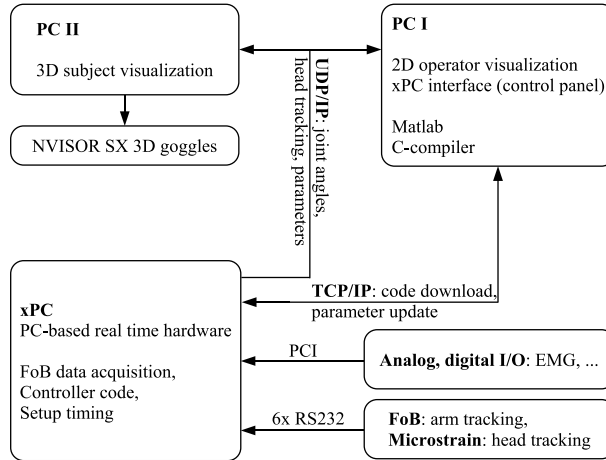 PC II
3D subject visualization
NVISOR SX 3D goggles
PC I
2D operator visualization
xPC interface (control panel)
Matlab
C-compiler
UDP/IP: joint angles,
head tracking, parameters
xPC
PC-based real time hardware
FoB data acquisition,
Controller code,
Setup timing
TCP/IP: code download,
parameter update
PCI
Analog, digital I/O: EMG, ...
6x RS232
FoB: arm tracking,
Microstrain: head tracking